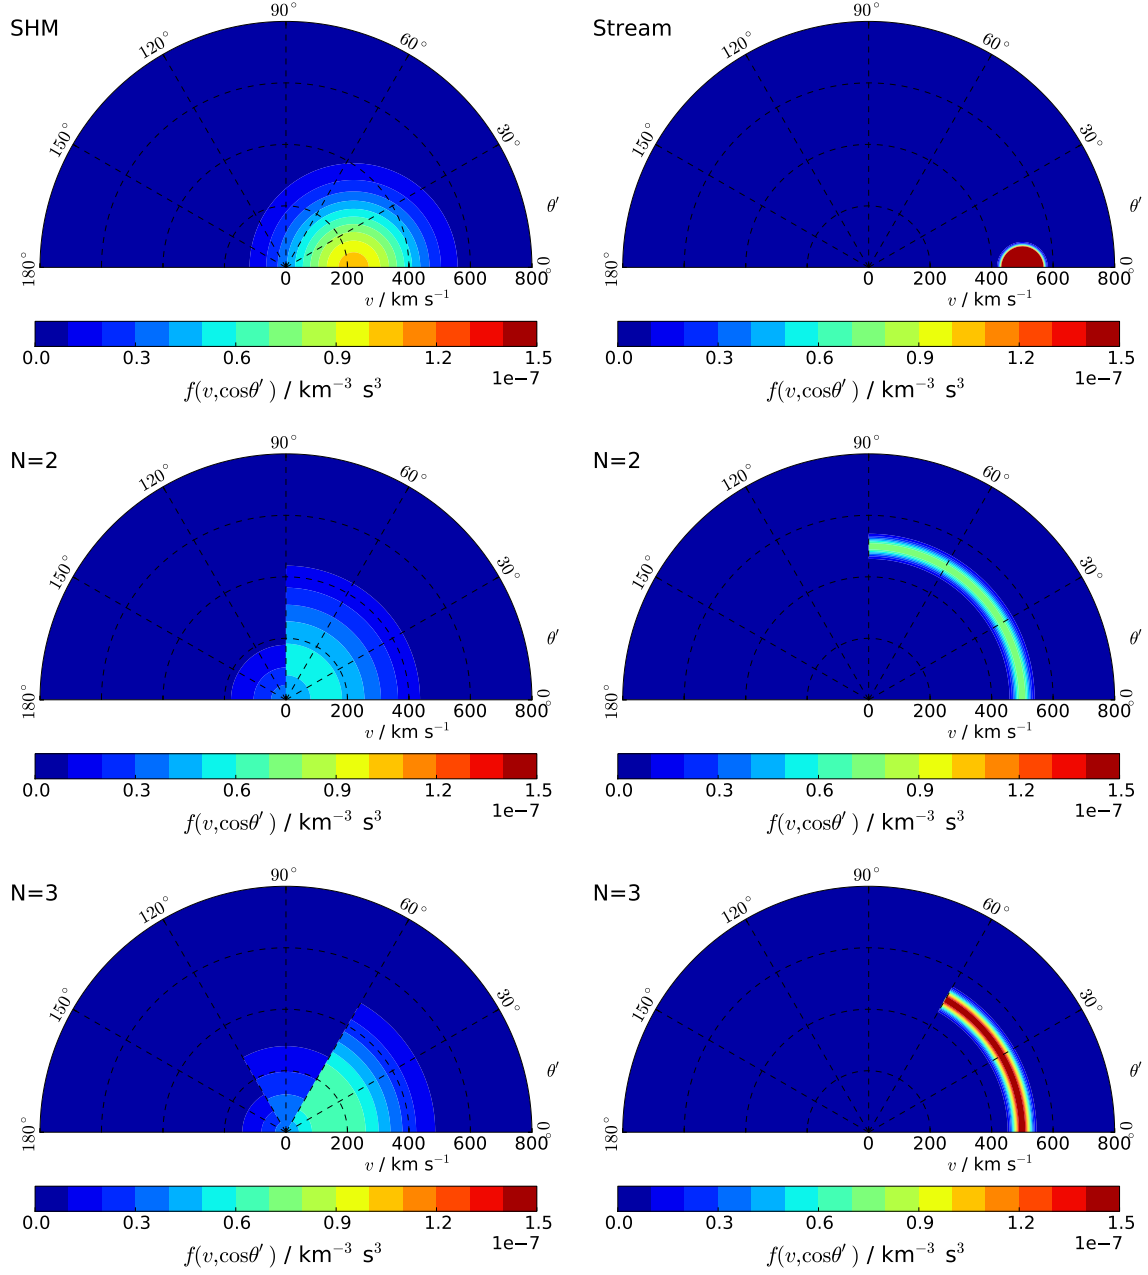 SHM
90°
120°
60°
150°
30°
180°
0
θ′
0 200 400 600 800
v / km s⁻¹
0.0 0.3 0.6 0.9 1.2 1.5
1e−7
f(v,cosθ′) / km⁻³ s³
Stream
90°
120°
60°
150°
30°
180°
0
θ′
0 200 400 600 800
v / km s⁻¹
0.0 0.3 0.6 0.9 1.2 1.5
1e−7
f(v,cosθ′) / km⁻³ s³
N=2
90°
120°
60°
150°
30°
180°
0
θ′
0 200 400 600 800
v / km s⁻¹
0.0 0.3 0.6 0.9 1.2 1.5
1e−7
f(v,cosθ′) / km⁻³ s³
N=2
90°
120°
60°
150°
30°
180°
0
θ′
0 200 400 600 800
v / km s⁻¹
0.0 0.3 0.6 0.9 1.2 1.5
1e−7
f(v,cosθ′) / km⁻³ s³
N=3
90°
120°
60°
150°
30°
180°
0
θ′
0 200 400 600 800
v / km s⁻¹
0.0 0.3 0.6 0.9 1.2 1.5
1e−7
f(v,cosθ′) / km⁻³ s³
N=3
90°
120°
60°
150°
30°
180°
0
θ′
0 200 400 600 800
v / km s⁻¹
0.0 0.3 0.6 0.9 1.2 1.5
1e−7
f(v,cosθ′) / km⁻³ s³